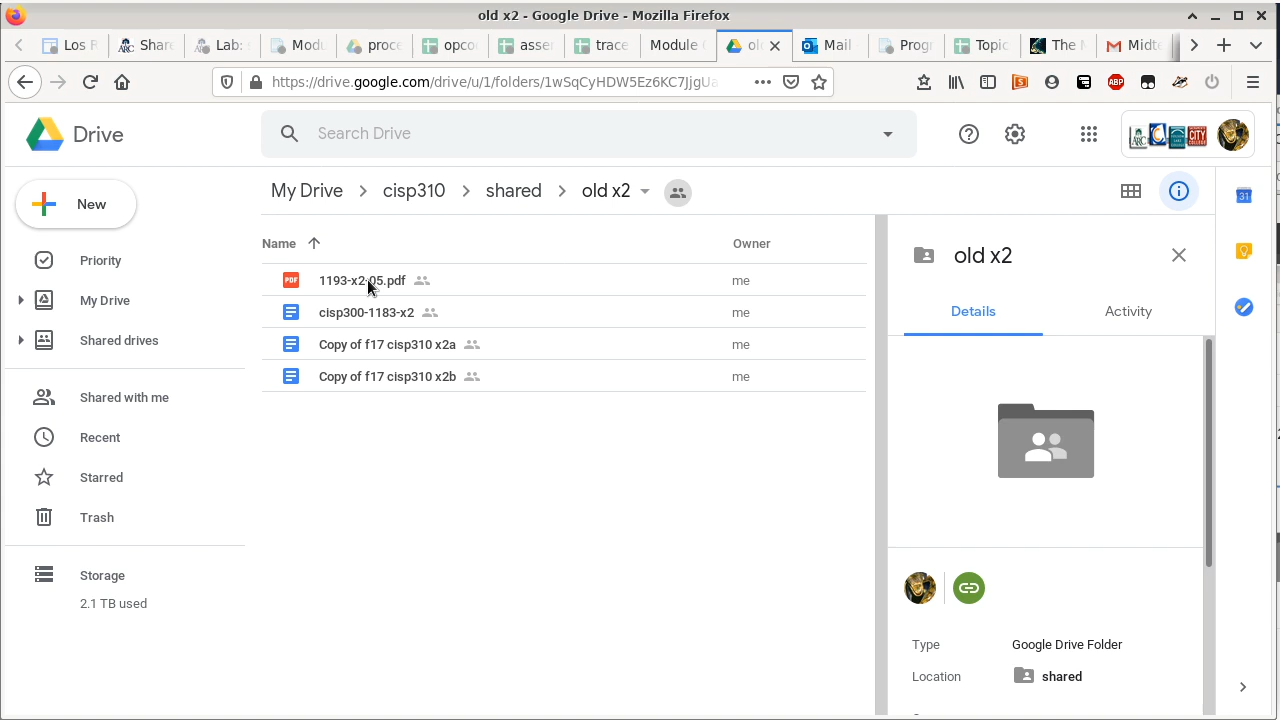 old x2 - Google Drive - Mozilla Firefox
Los F
Share
Lab:
Modu
proce
opco
asse
trace
Module (
ol
Mail
Progr
Topic
The M
Midte
https://drive.google.com/drive/u/1/folders/1wSqCyHDW5Ez6KC7JjgUa
Drive
Search Drive
ARC
CITY
New
My Drive > cisp310 > shared > old x2
31
Priority
My Drive
Shared drives
Shared with me
Recent
Starred
Trash
Storage
2.1 TB used
Name
Owner
PDF 1193-x2-05.pdf me
cisp300-1183-x2 me
Copy of f17 cisp310 x2a me
Copy of f17 cisp310 x2b me
old x2
Details
Activity
Type Google Drive Folder
Location shared